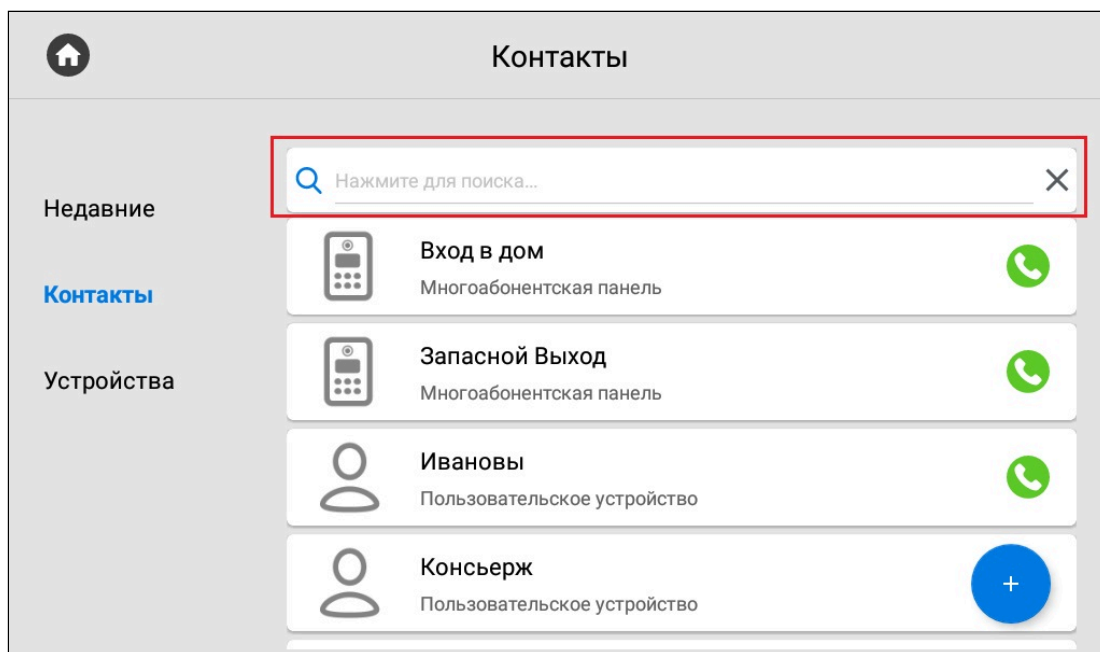 Контакты
Недавние
Контакты
Устройства
Нажмите для поиска...
Вход в дом
Многоабонентская панель
Запасной Выход
Многоабонентская панель
Ивановы
Пользовательское устройство
Консьерж
Пользовательское устройство
+